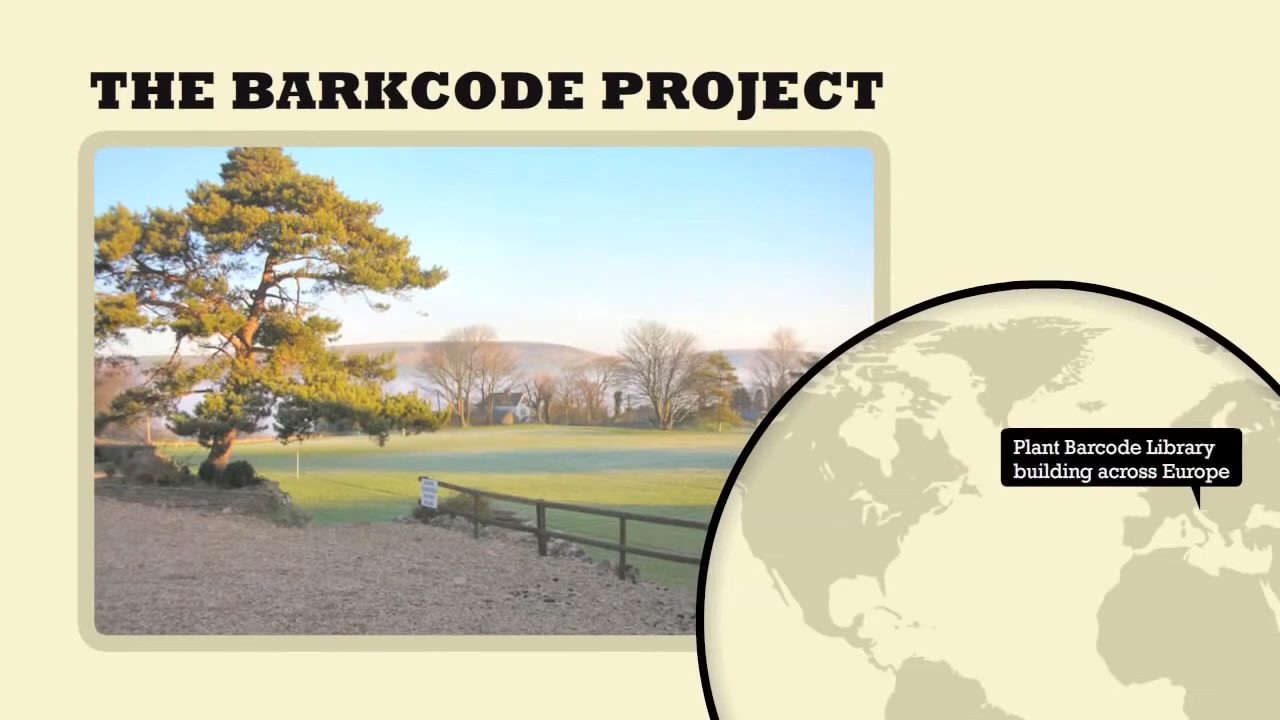 THE BARKCODE PROJECT
Plant Barcode Library
building across Europe